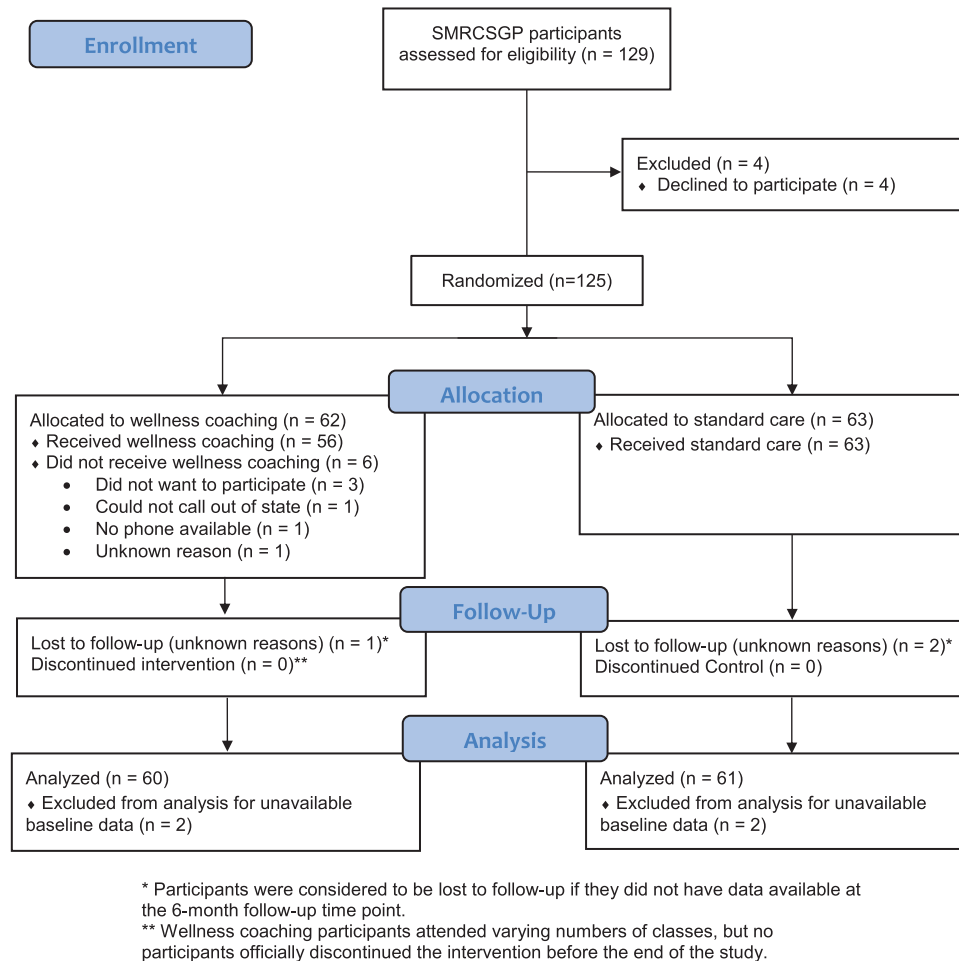 Enrollment
SMRCSGP participants
assessed for eligibility (n = 129)
Excluded (n = 4)
♦ Declined to participate (n = 4)
Randomized (n=125)
Allocation
Allocated to wellness coaching (n = 62)
♦ Received wellness coaching (n = 56)
♦ Did not receive wellness coaching (n = 6)
• Did not want to participate (n = 3)
• Could not call out of state (n = 1)
• No phone available (n = 1)
• Unknown reason (n = 1)
Allocated to standard care (n = 63)
♦ Received standard care (n = 63)
Follow-Up
Lost to follow-up (unknown reasons) (n = 1)*
Discontinued intervention (n = 0)**
Lost to follow-up (unknown reasons) (n = 2)*
Discontinued Control (n = 0)
Analysis
Analyzed (n = 60)
♦ Excluded from analysis for unavailable
baseline data (n = 2)
Analyzed (n = 61)
♦ Excluded from analysis for unavailable
baseline data (n = 2)
* Participants were considered to be lost to follow-up if they did not have data available at
the 6-month follow-up time point.
** Wellness coaching participants attended varying numbers of classes, but no
participants officially discontinued the intervention before the end of the study.